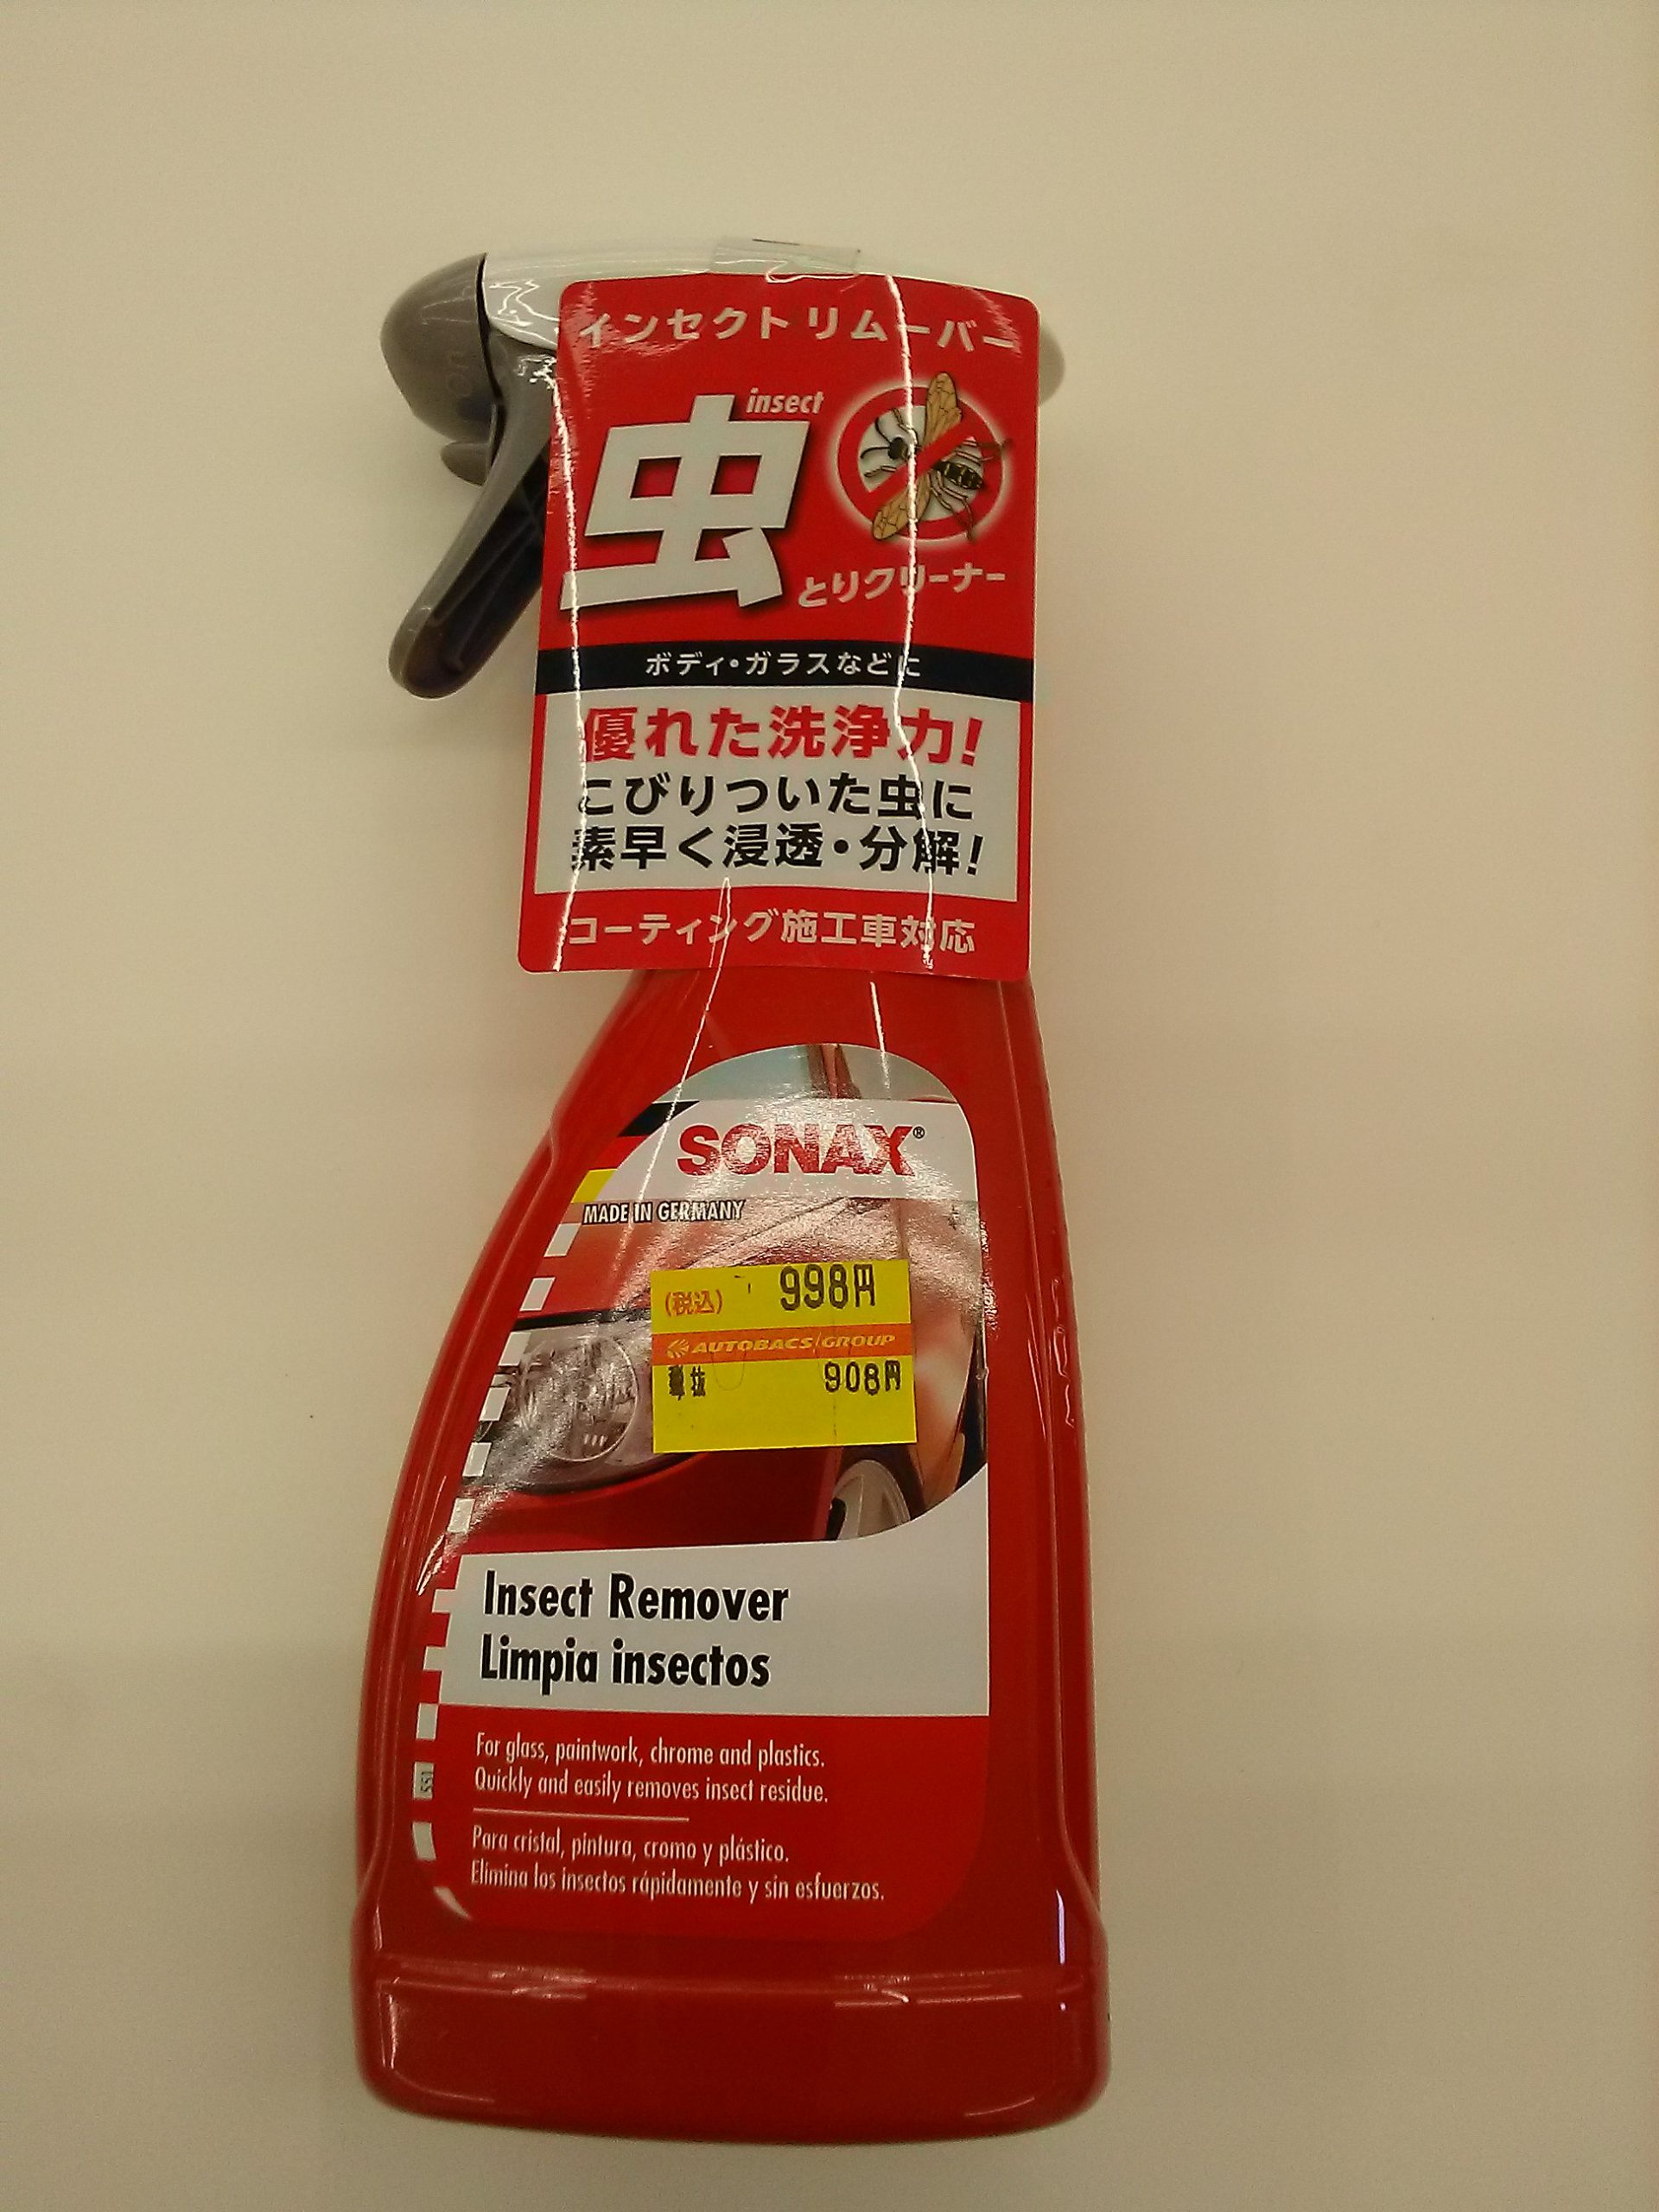 インセクトリムーバー
insect
虫
とりクリーナー
ボディ・ガラスなどに
優れた洗浄力!
こびりついた虫に
素早く浸透・分解!
コーティング施工車対応
SONAX®
MADE IN GERMANY
(税込) 998円
AUTOBACS GROUP
税抜 908円
Insect Remover
Limpia insectos
For glass, paintwork, chrome and plastics.
Quickly and easily removes insect residue.
551
Para cristal, pintura, cromo y plástico.
Elimina los insectos rápidamente y sin esfuerzos.